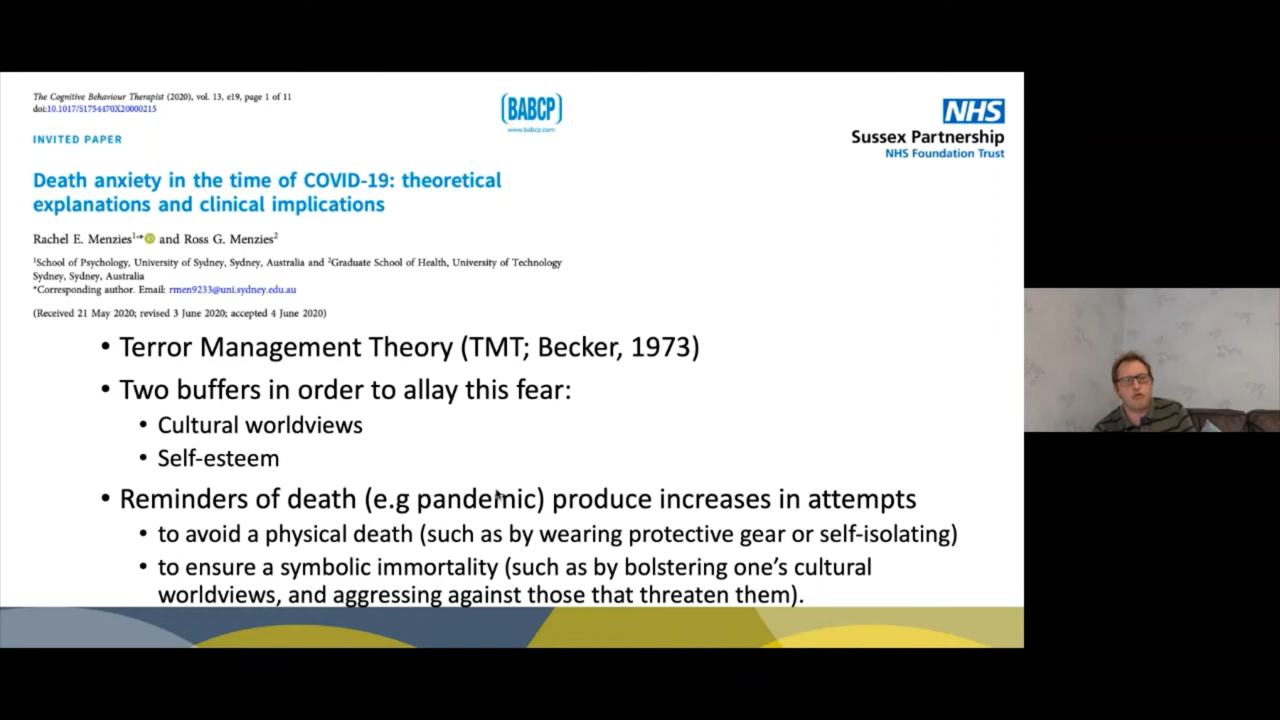 The Cognitive Behaviour Therapist (2020), vol. 13, e19, page 1 of 11
doi:10.1017/S1754470X20000215
BABCP
www.babcp.com
NHS
Sussex Partnership
NHS Foundation Trust
INVITED PAPER
Death anxiety in the time of COVID-19: theoretical
explanations and clinical implications
Rachel E. Menzies1,* and Ross G. Menzies2
1School of Psychology, University of Sydney, Sydney, Australia and 2Graduate School of Health, University of Technology
Sydney, Sydney, Australia
*Corresponding author. Email: rmen9233@uni.sydney.edu.au
(Received 21 May 2020; revised 3 June 2020; accepted 4 June 2020)
• Terror Management Theory (TMT; Becker, 1973)
• Two buffers in order to allay this fear:
• Cultural worldviews
• Self-esteem
• Reminders of death (e.g pandemic) produce increases in attempts
• to avoid a physical death (such as by wearing protective gear or self-isolating)
• to ensure a symbolic immortality (such as by bolstering one's cultural
worldviews, and aggressing against those that threaten them).